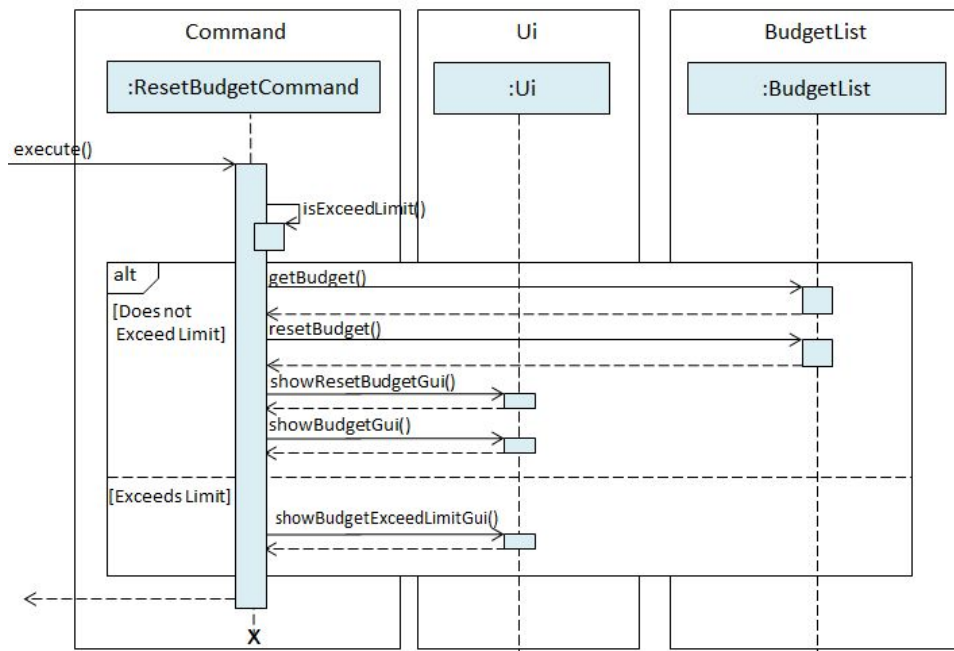 Command
Ui
BudgetList
:ResetBudgetCommand
:Ui
:BudgetList
execute()
isExceedLimit()
alt
getBudget()
[Does not
Exceed Limit]
resetBudget()
showResetBudgetGui()
showBudgetGui()
[Exceeds Limit]
showBudgetExceedLimitGui()
X